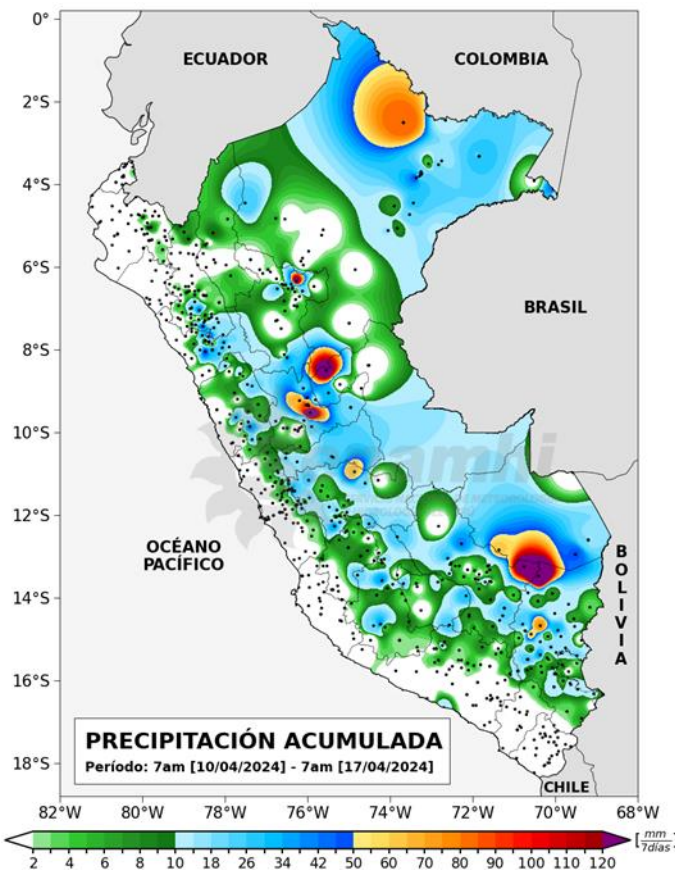 0°
2°S
4°S
6°S
8°S
10°S
12°S
14°S
16°S
18°S
ECUADOR
COLOMBIA
BRASIL
OCÉANO
PACÍFICO
B
O
L
I
V
I
A
PRECIPITACIÓN ACUMULADA
Período: 7am [10/04/2024] - 7am [17/04/2024]
CHILE
82°W 80°W 78°W 76°W 74°W 72°W 70°W 68°W
2 4 6 8 10 18 26 34 42 50 60 70 80 90 100 110 120
[mm/7días]